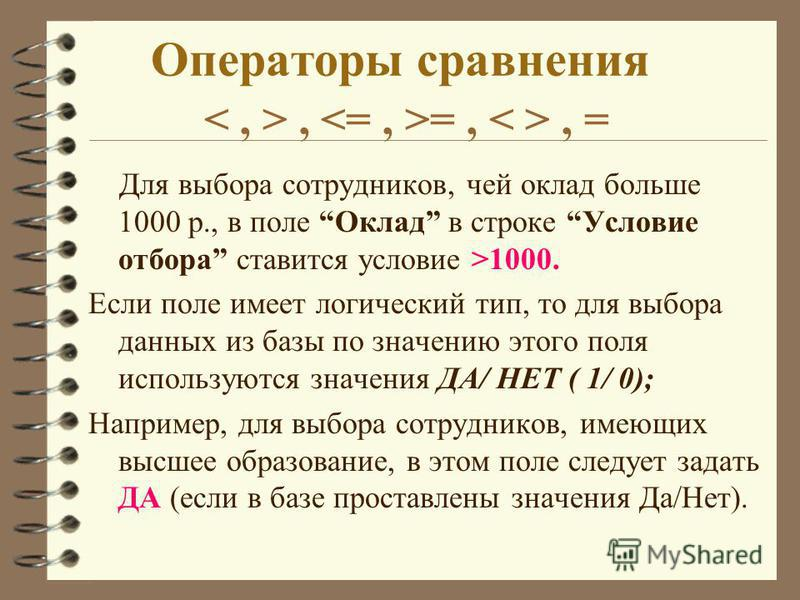 Операторы сравнения
< , > , <= , >= , < > , =
Для выбора сотрудников, чей оклад больше
1000 р., в поле “Оклад” в строке “Условие
отбора” ставится условие >1000.
Если поле имеет логический тип, то для выбора
данных из базы по значению этого поля
используются значения ДА/ НЕТ ( 1/ 0);
Например, для выбора сотрудников, имеющих
высшее образование, в этом поле следует задать
ДА (если в базе проставлены значения Да/Нет).
MyShared